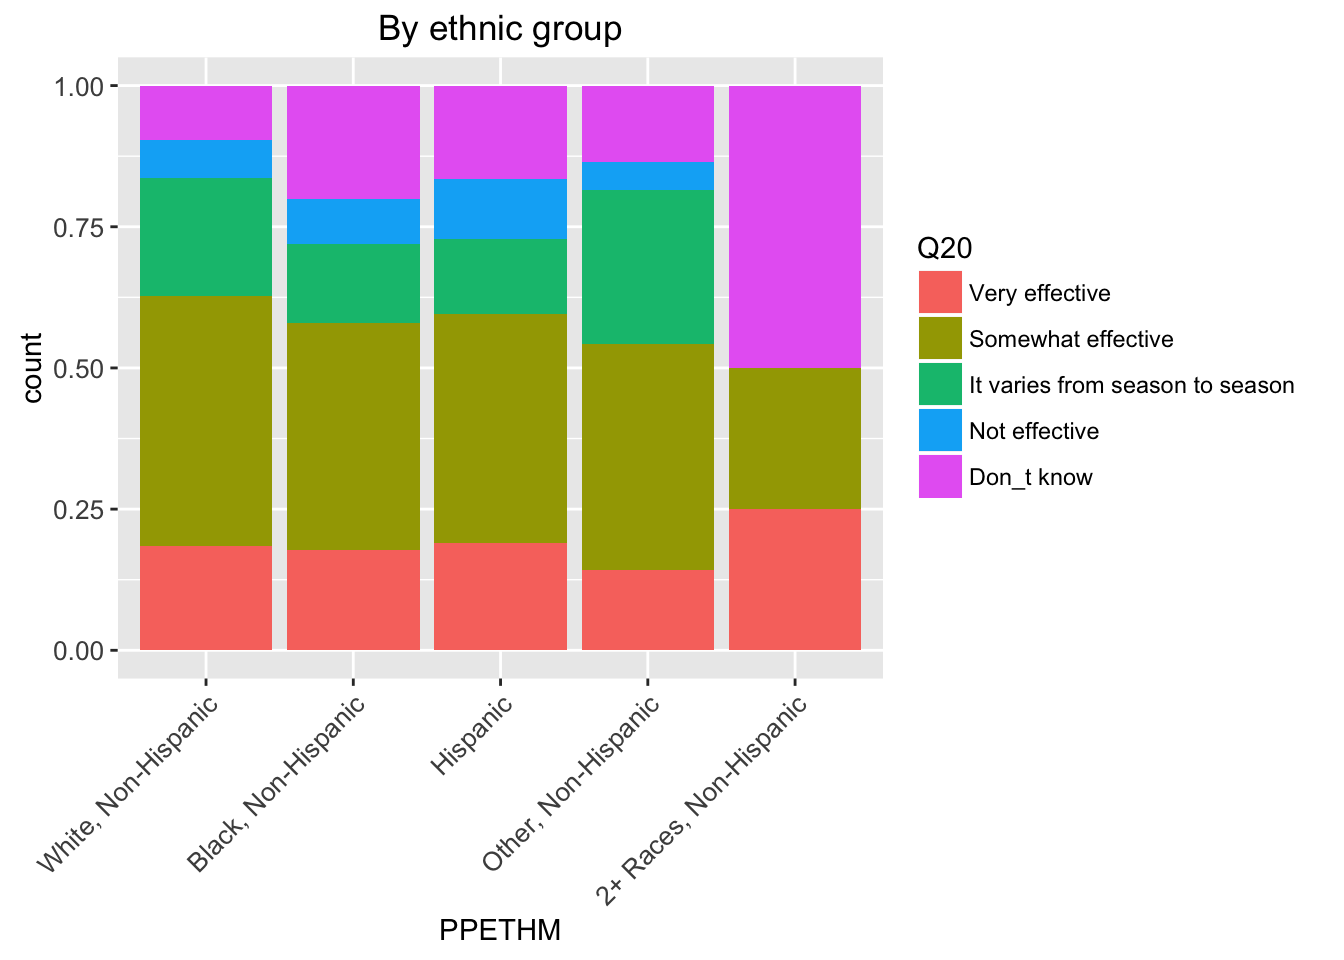 By ethnic group
1.00
0.75
0.50
0.25
0.00
count
White, Non-Hispanic
Black, Non-Hispanic
Hispanic
Other, Non-Hispanic
2+ Races, Non-Hispanic
PPETHM
Q20
Very effective
Somewhat effective
It varies from season to season
Not effective
Don_t know